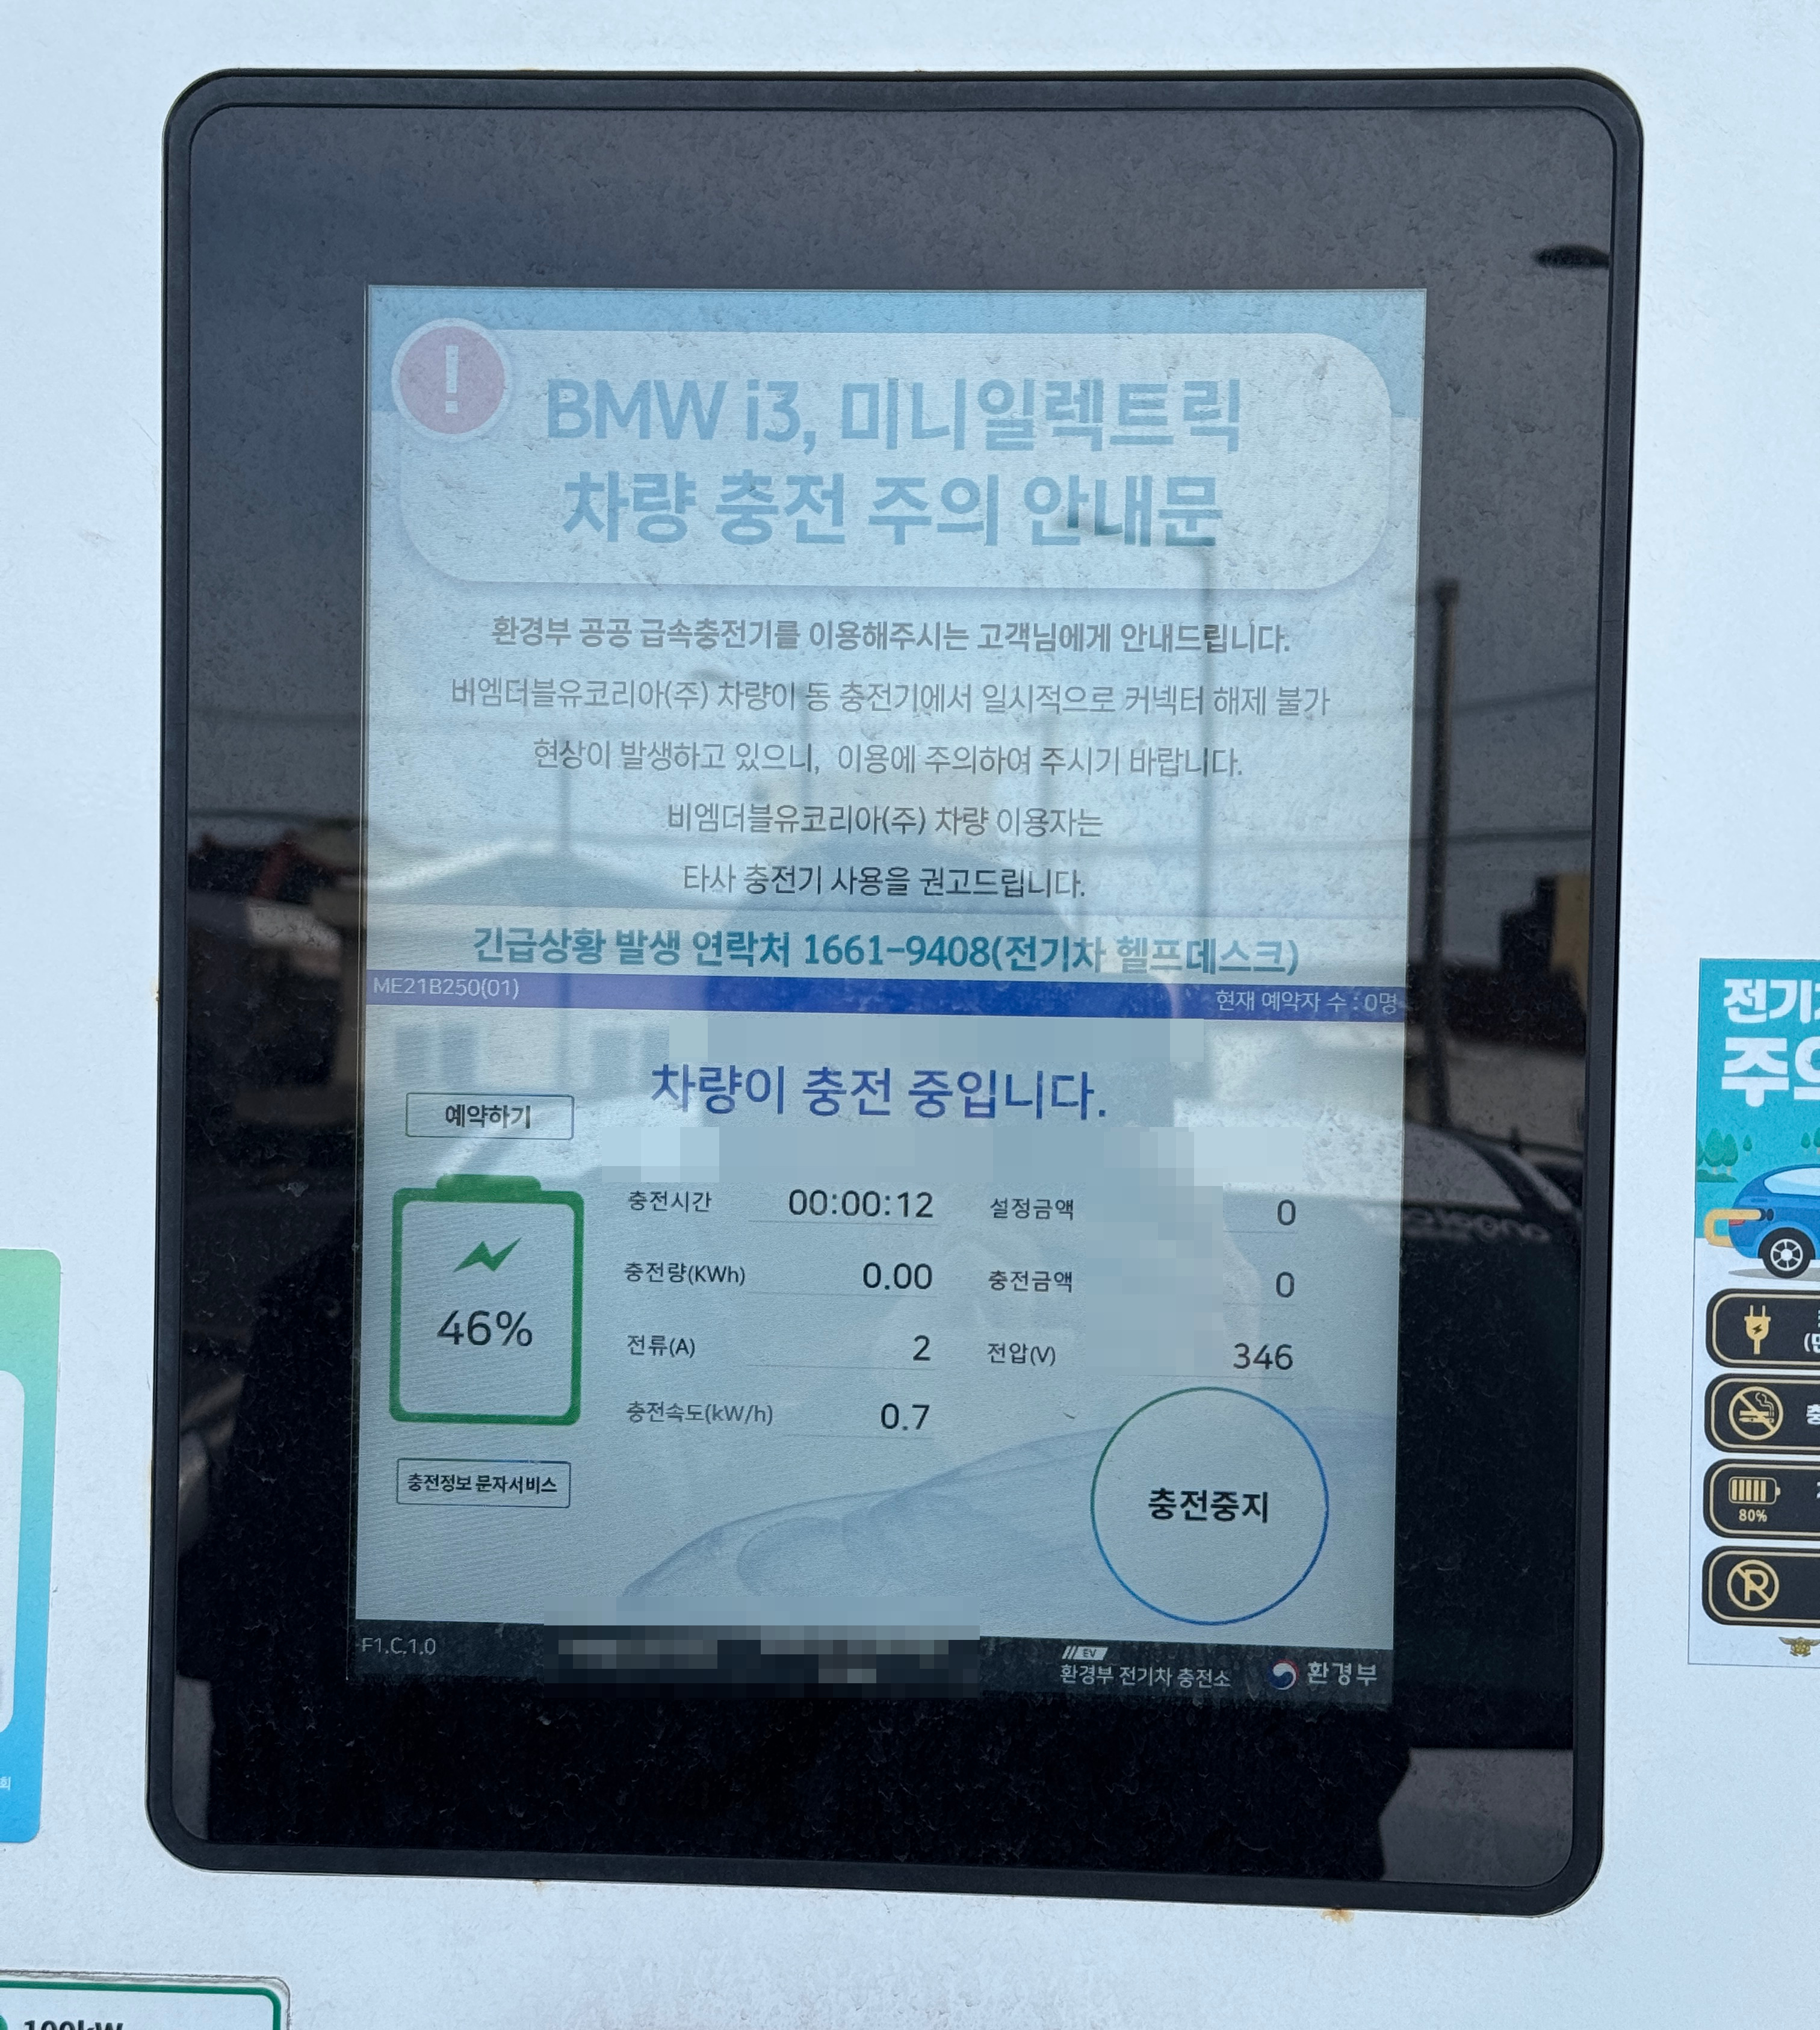 !
BMW i3, 미니일렉트릭
차량 충전 주의 안내문
환경부 공공 급속충전기를 이용해주시는 고객님에게 안내드립니다.
비엠더블유코리아(주) 차량이 동 충전기에서 일시적으로 커넥터 해제 불가
현상이 발생하고 있으니, 이용에 주의하여 주시기 바랍니다.
비엠더블유코리아(주) 차량 이용자는
타사 충전기 사용을 권고드립니다.
긴급상황 발생 연락처 1661-9408(전기차 헬프데스크)
ME21B250(01) 현재 예약자 수 : 0명
차량이 충전 중입니다.
예약하기
충전시간 00:00:12 설정금액 0
충전량(KWh) 0.00 충전금액 0
46%
전류(A) 2 전압(V) 346
충전속도(kW/h) 0.7
충전정보 문자서비스
충전중지
F1.C.1.0
EV
환경부 전기차 충전소 환경부
80%
회
100kW